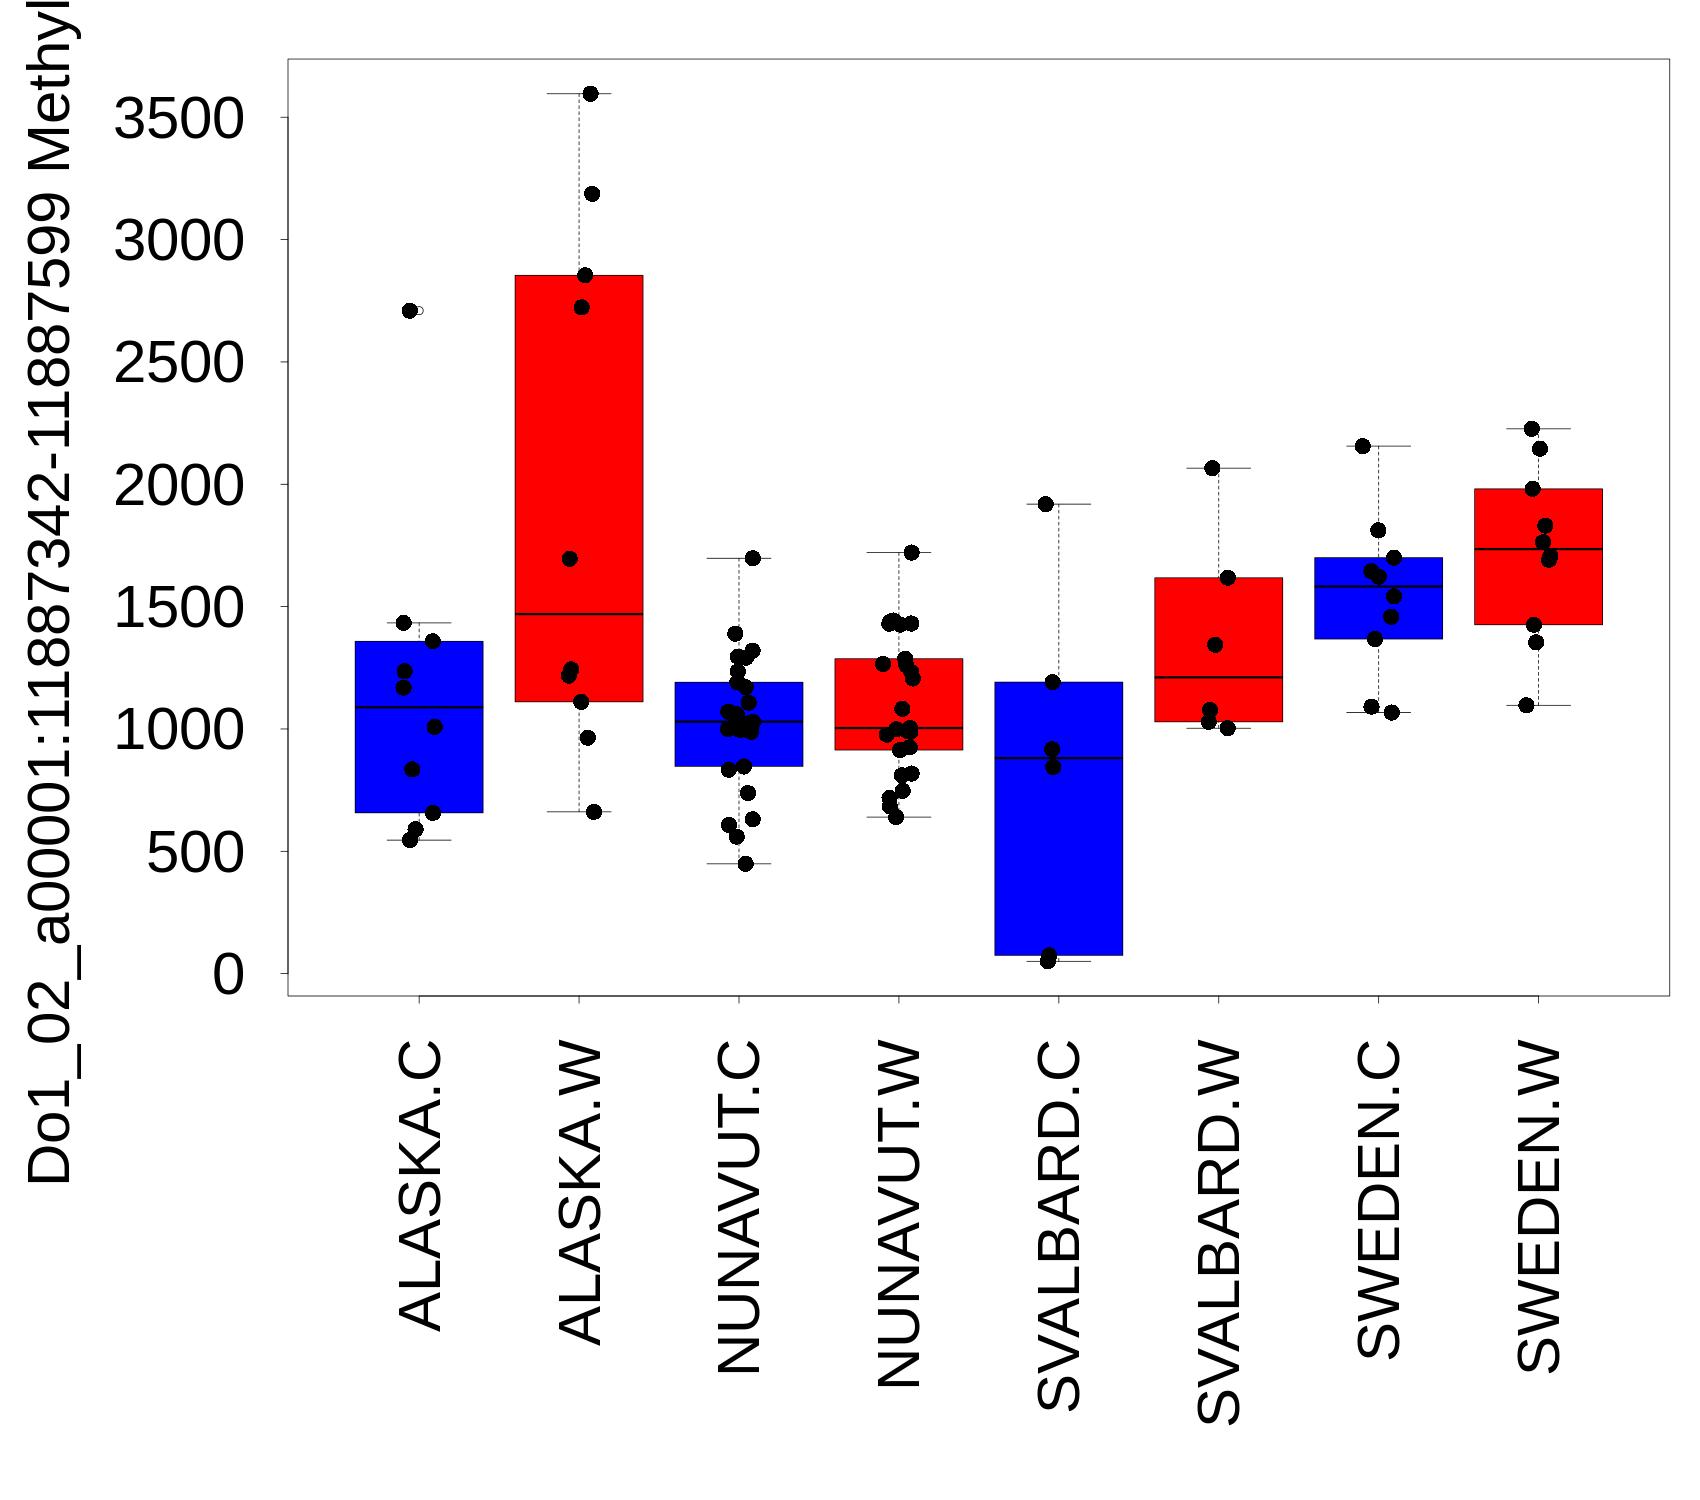 Do1_02_a00001:11887342-11887599 Methyl
3500
3000
2500
2000
1500
1000
500
0
ALASKA.C
ALASKA.W
NUNAVUT.C
NUNAVUT.W
SVALBARD.C
SVALBARD.W
SWEDEN.C
SWEDEN.W